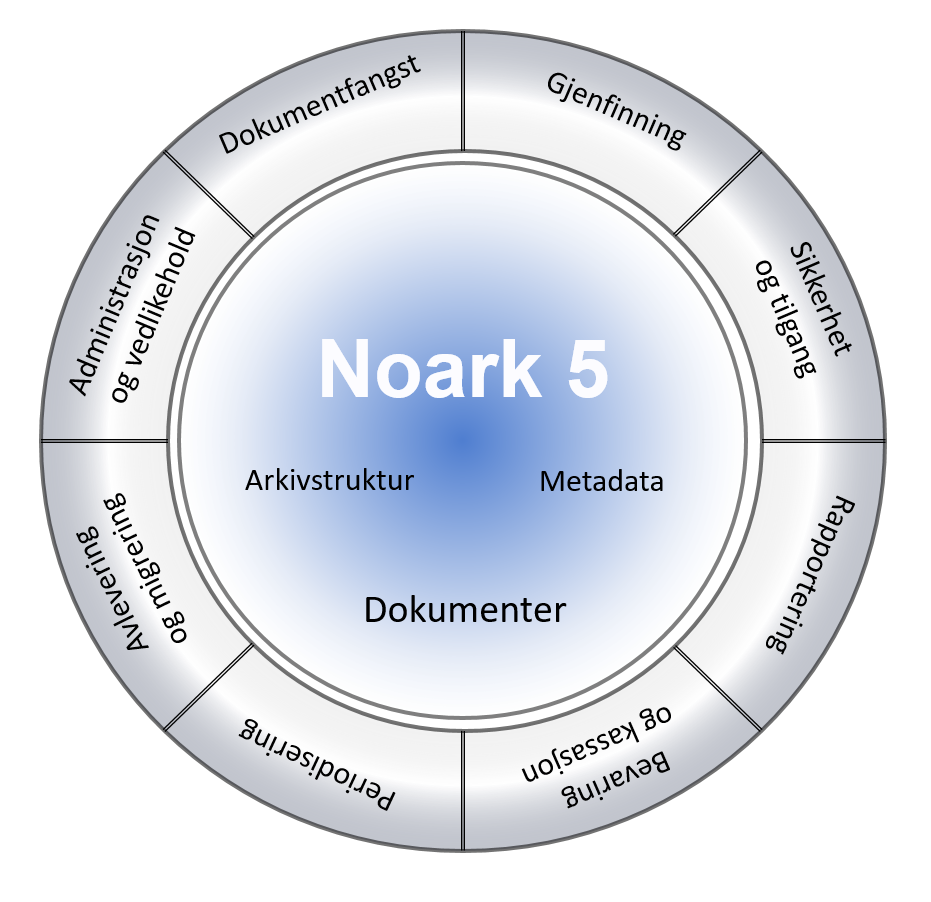 Dokumentfangst
Gjenfinning
Sikkerhet
og tilgang
Rapportering
Bevaring
og kassasjon
Periodisering
Avlevering
og migrering
Administrasjon
og vedlikehold
Noark 5
Arkivstruktur
Metadata
Dokumenter